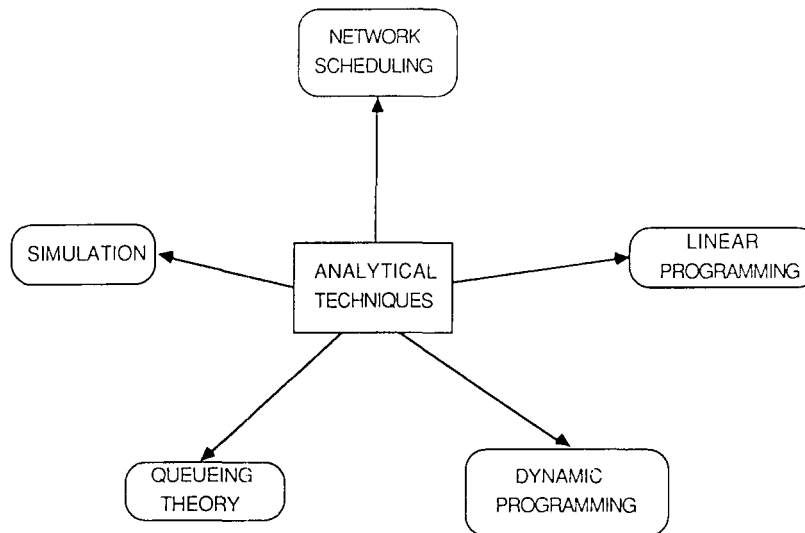 NETWORK
SCHEDULING
SIMULATION
ANALYTICAL
TECHNIQUES
LINEAR
PROGRAMMING
QUEUEING
THEORY
DYNAMIC
PROGRAMMING